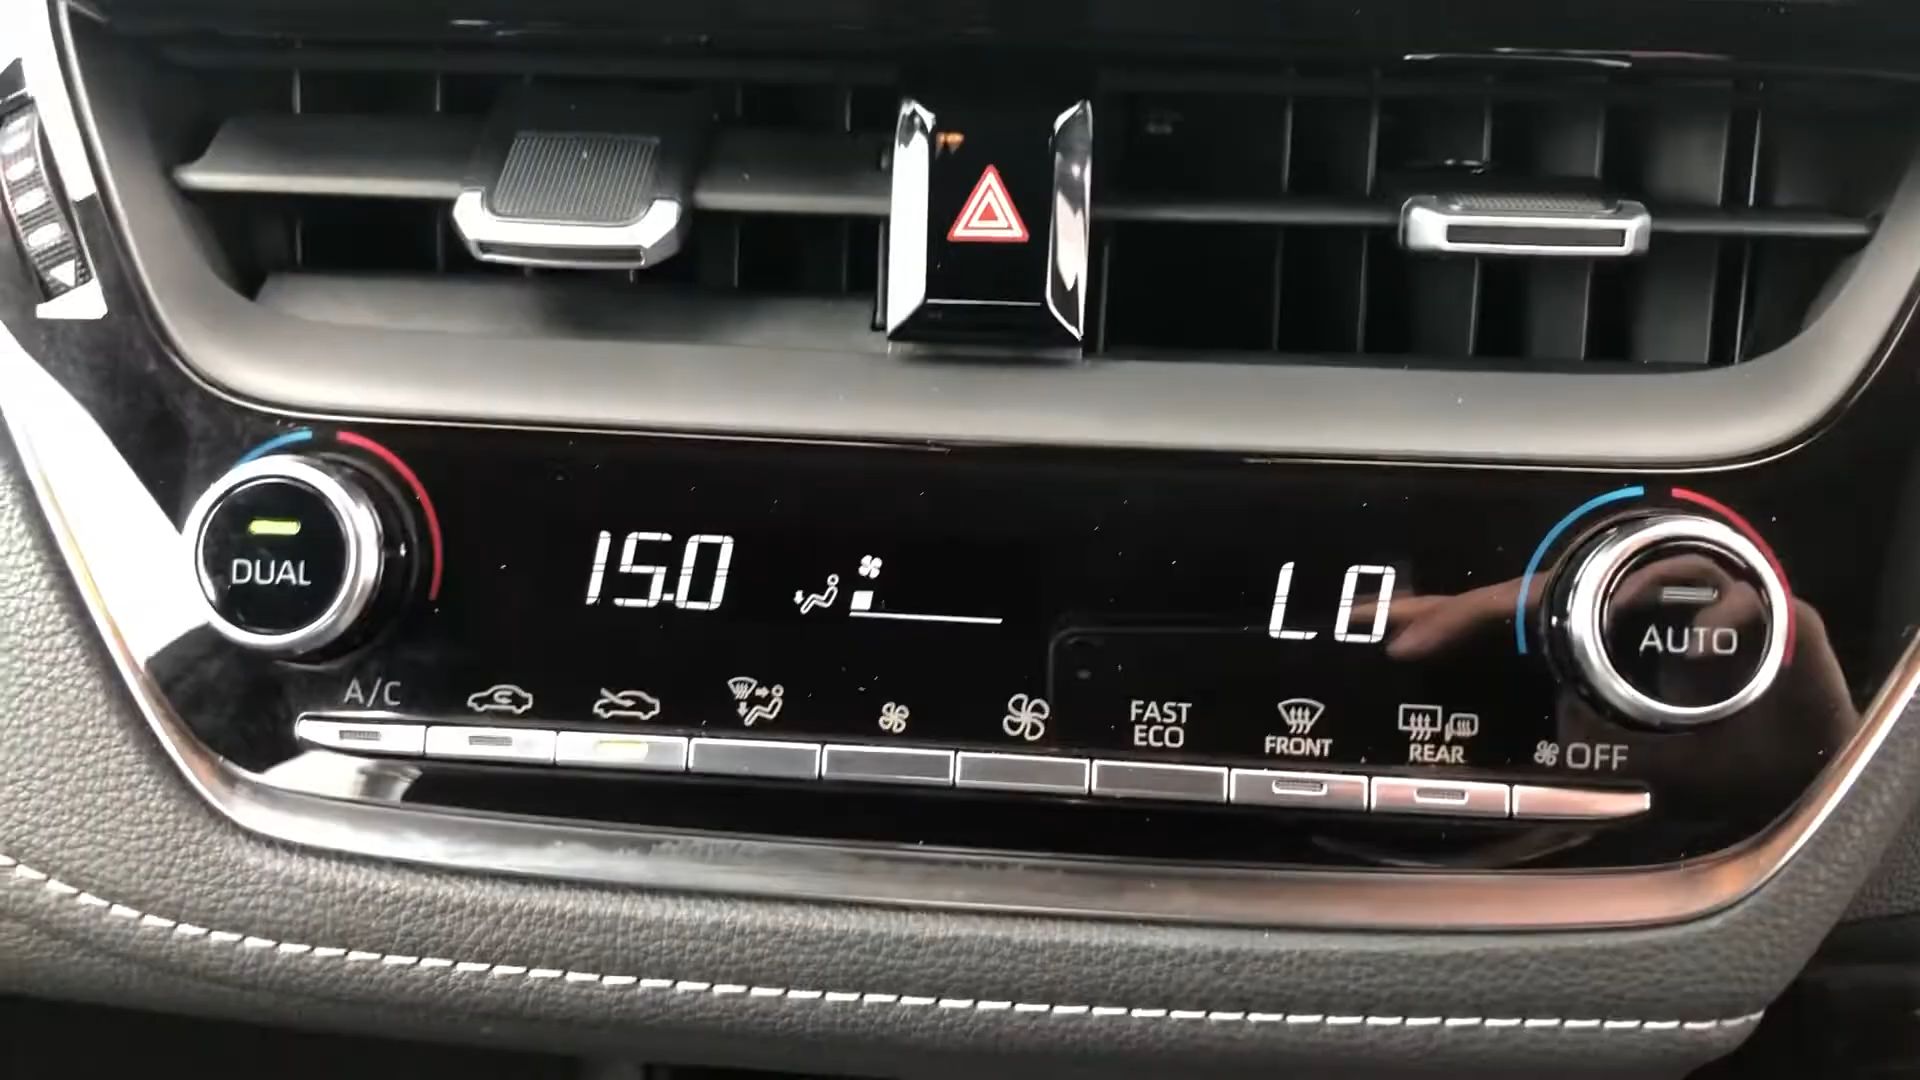 DUAL
15.0
LO
AUTO
A/C
FAST
ECO
FRONT
REAR
OFF